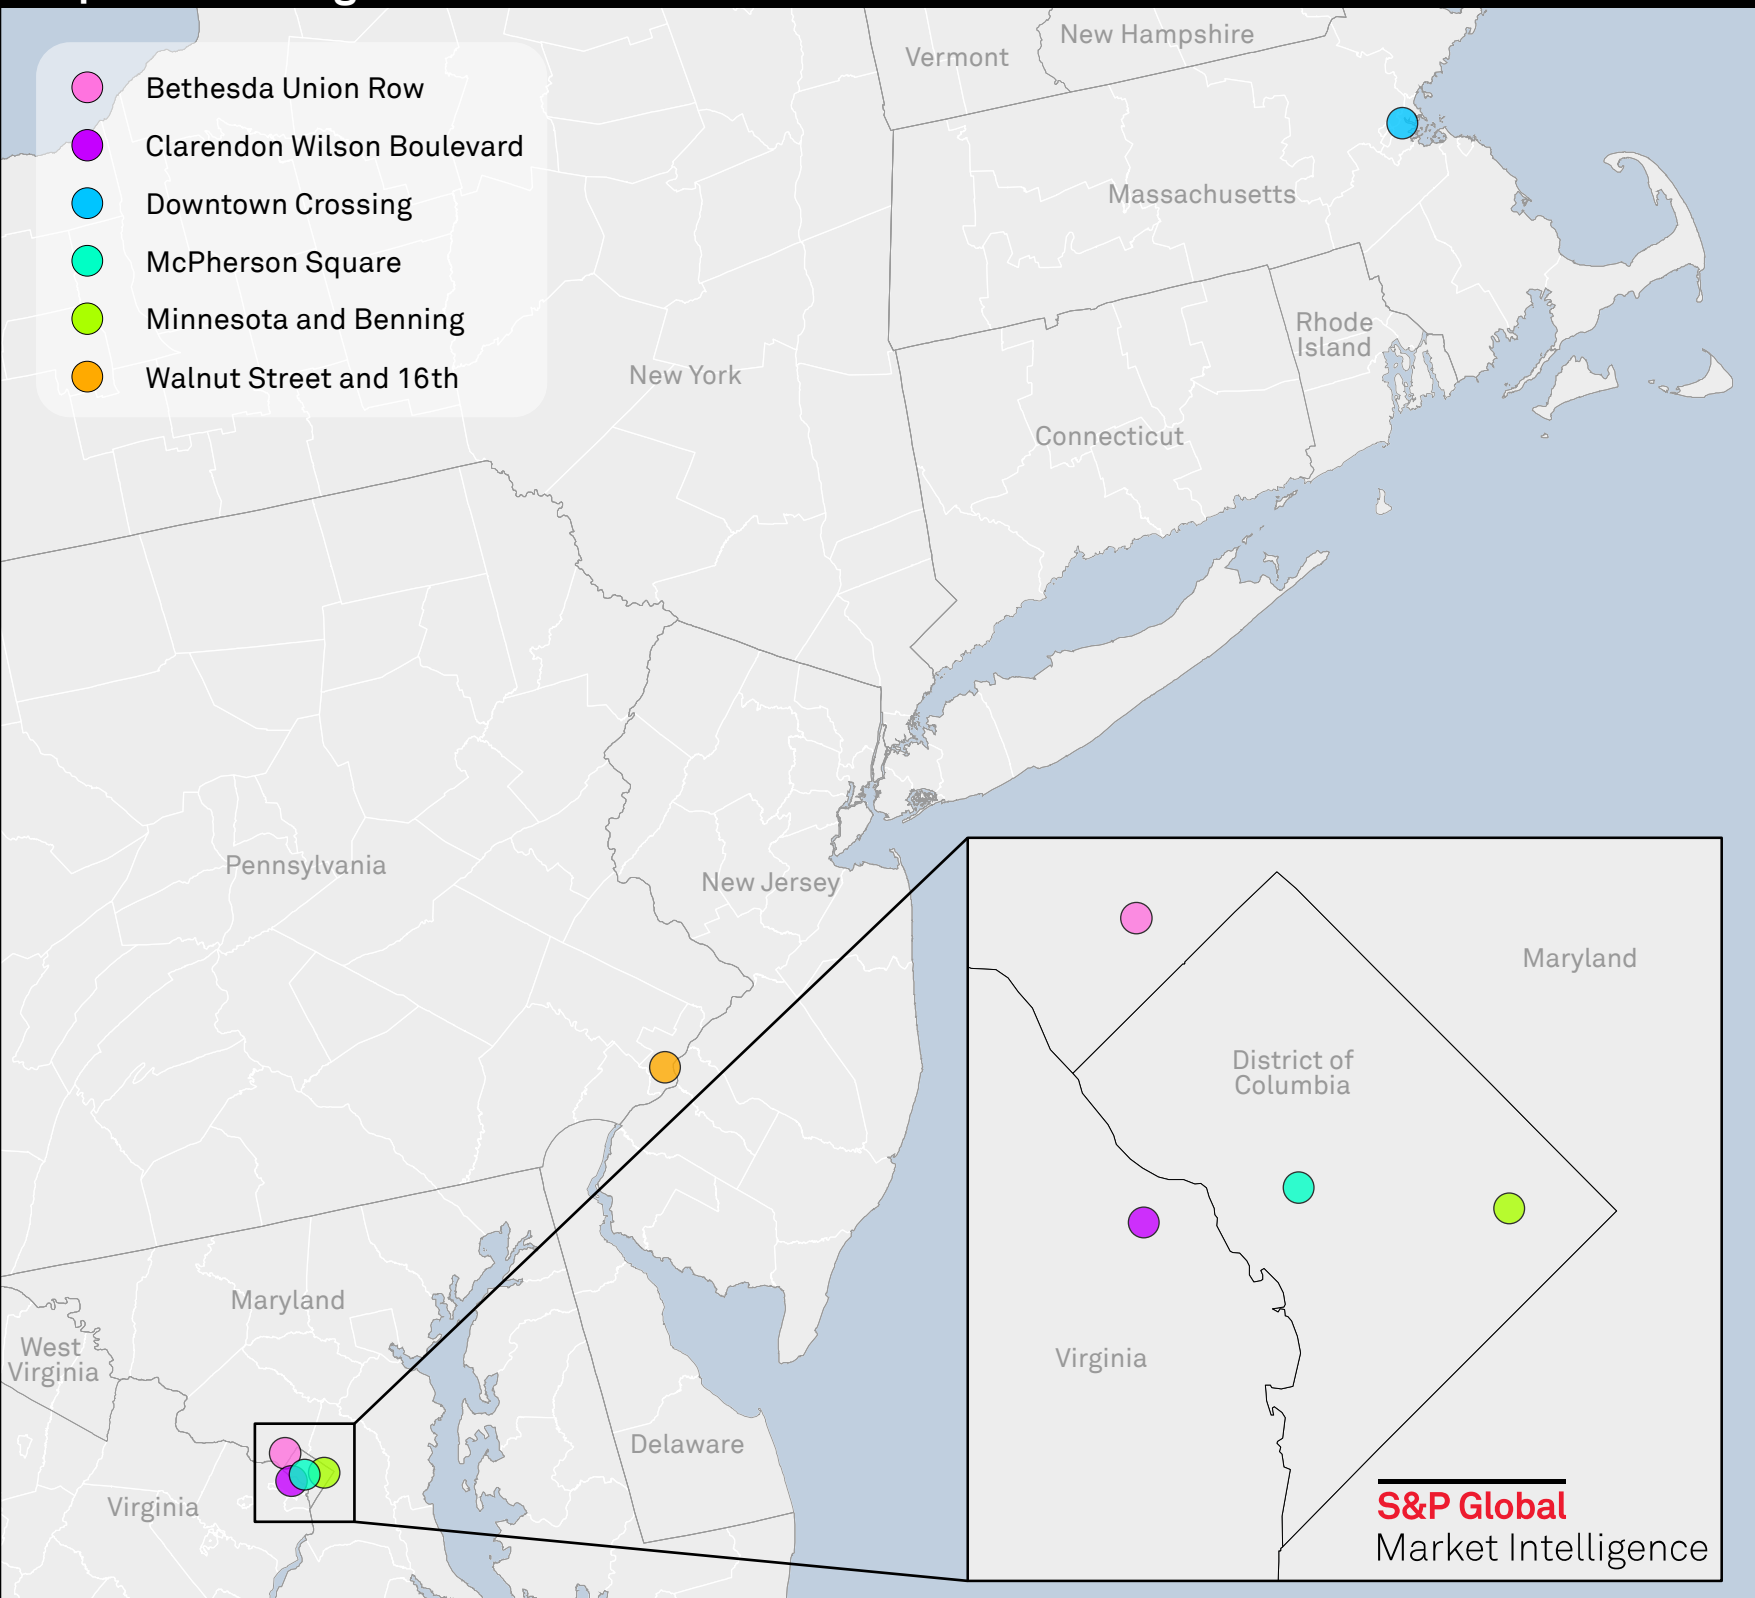 Bethesda Union Row
Clarendon Wilson Boulevard
Downtown Crossing
McPherson Square
Minnesota and Benning
Walnut Street and 16th
Vermont
New Hampshire
Massachusetts
Rhode
Island
New York
Connecticut
Pennsylvania
New Jersey
Maryland
West
Virginia
Virginia
Delaware
Maryland
District of
Columbia
Virginia
S&P Global
Market Intelligence